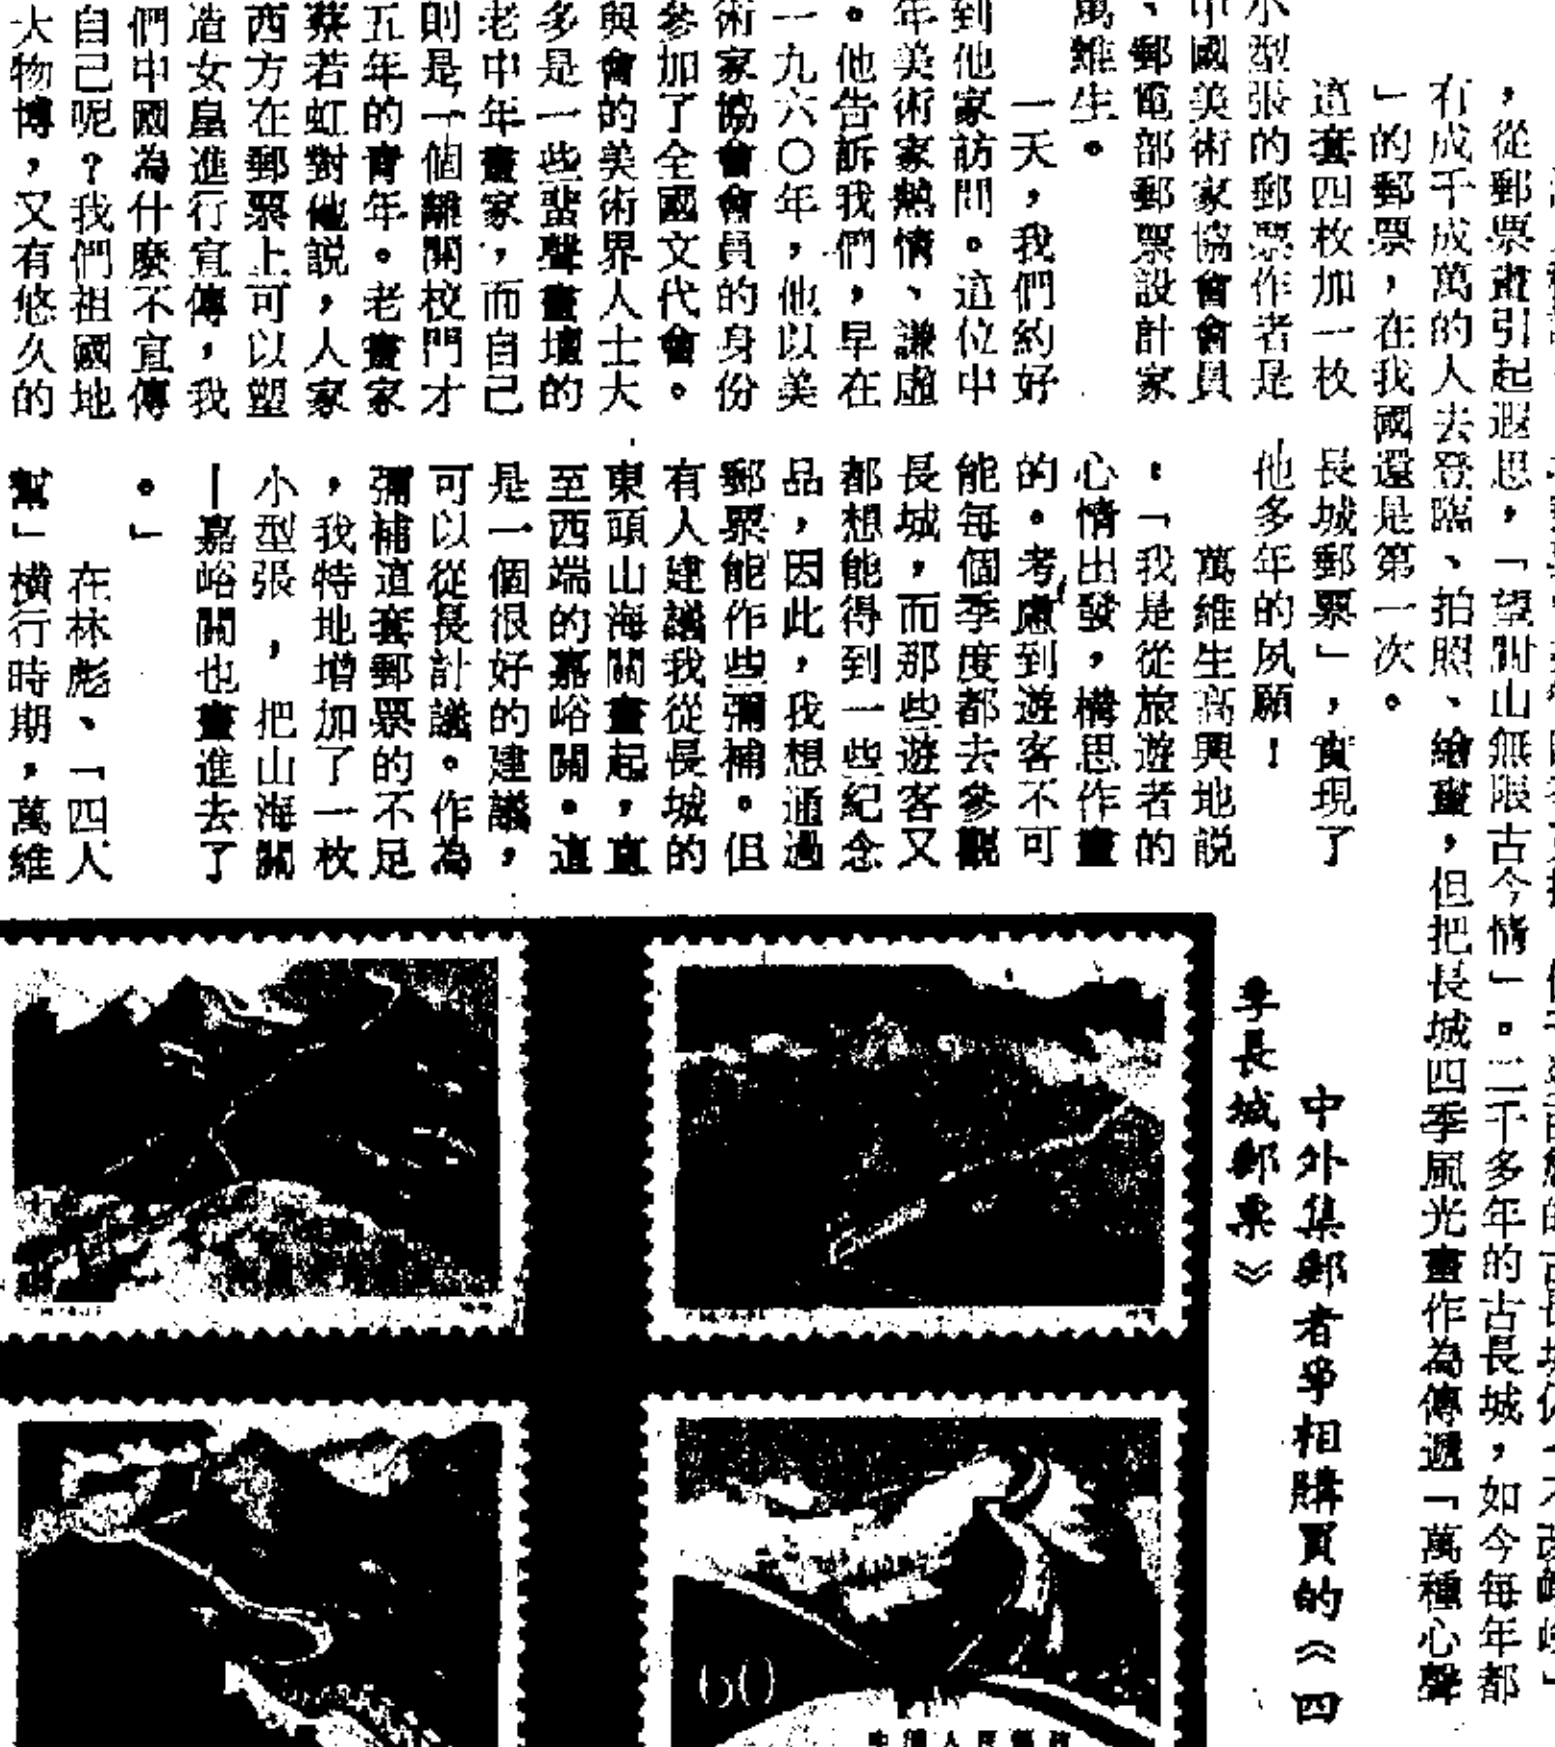 ，從郵票畫引起遐思，「望關山無限古今情」。二千多年的古長城，如今每年都
有成千成萬的人去登臨、拍照、繪畫，但把長城四季風光畫作為傳遞「萬種心聲
」的郵票，在我國還是第一次。
這套四枚加一枚
小型張的郵票作者是
中國美術家協會會員
、郵電部郵票設計家
萬維生。
一天，我們約好
到他家訪問。這位中
年美術家熱情、謙虛
。他告訴我們，早在
一九六〇年，他以美
術家協會會員的身份
參加了全國文代會。
與會的美術界人士大
多是一些蜚聲畫壇的
老中年畫家，而自己
則是一個離開校門才
五年的青年。老畫家
蔡若虹對他説，人家
西方在郵票上可以塑
造女皇進行宣傳，我
們中國為什麼不宣傳
自己呢？我們祖國地
大物博，又有悠久的
長城郵票」，實現了
他多年的夙願！
萬維生高興地説
：「我是從旅遊者的
心情出發，構思作畫
的。考慮到遊客不可
能每個季度都去參觀
長城，而那些遊客又
都想能得到一些紀念
品，因此，我想通過
郵票能作些彌補。但
有人建議我從長城的
東頭山海關畫起，直
至西端的嘉峪關。這
是一個很好的建議，
可以從長計議。作為
彌補這套郵票的不足
，我特地增加了一枚
小型張，把山海關
—嘉峪關也畫進去了
。」
在林彪、「四人
幫」橫行時期，萬維
中外集郵者爭相購買的《四
季長城郵票》
60
中國人民郵政